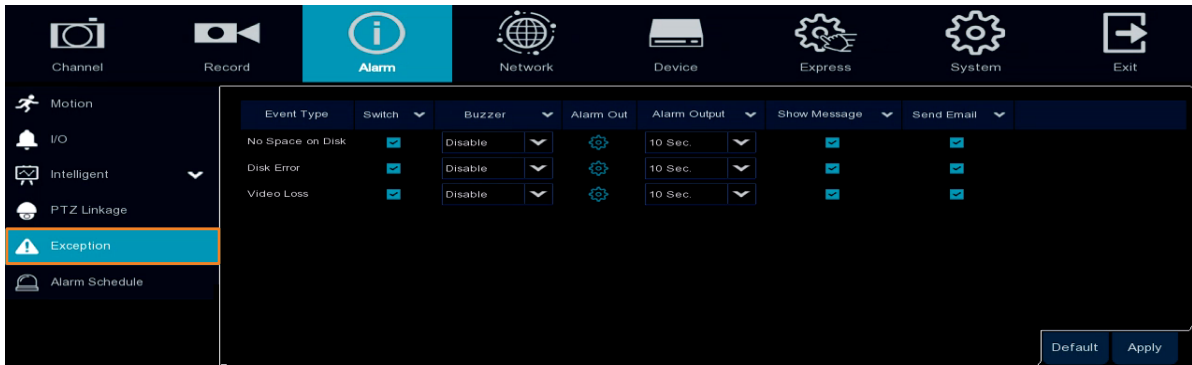 Channel Record Alarm Network Device Express System Exit
Motion
I/O
Intelligent
PTZ Linkage
Exception
Alarm Schedule
Event Type Switch Buzzer Alarm Out Alarm Output Show Message Send Email
No Space on Disk Disable 10 Sec.
Disk Error Disable 10 Sec.
Video Loss Disable 10 Sec.
Default Apply